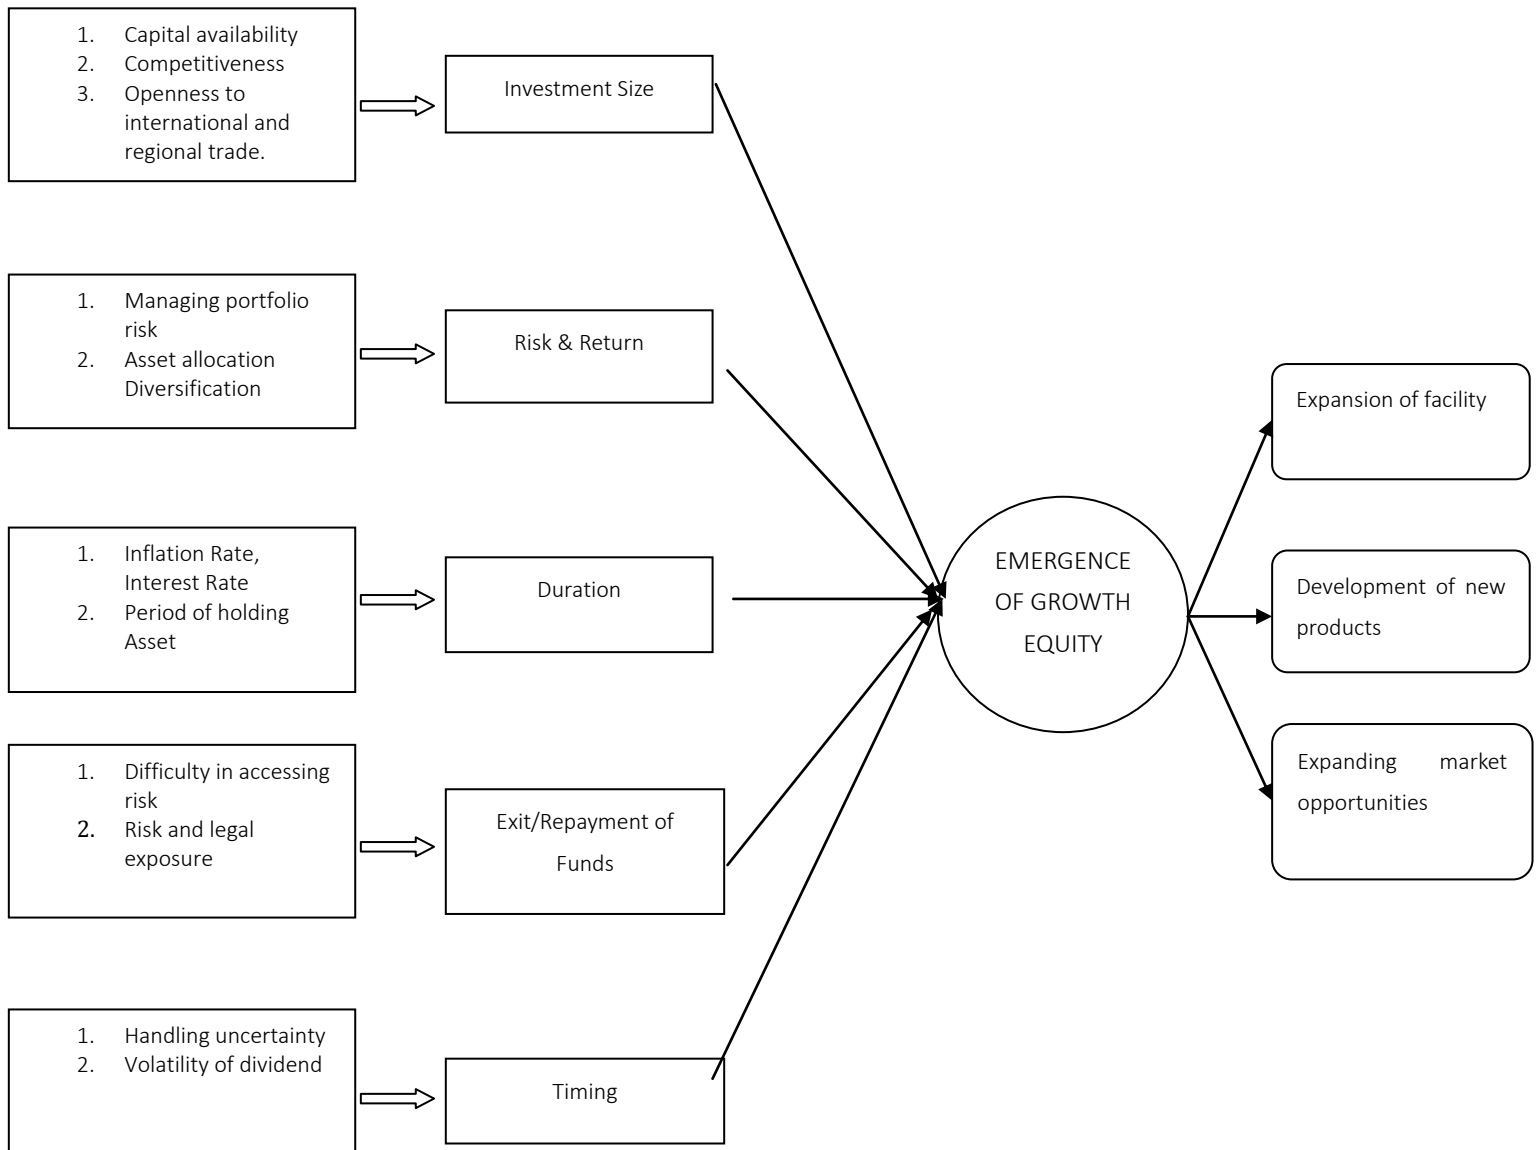 1. Capital availability
2. Competitiveness
3. Openness to
international and
regional trade.
Investment Size
1. Managing portfolio
risk
2. Asset allocation
Diversification
Risk & Return
1. Inflation Rate,
Interest Rate
2. Period of holding
Asset
Duration
1. Difficulty in accessing
risk
2. Risk and legal
exposure
Exit/Repayment of
Funds
1. Handling uncertainty
2. Volatility of dividend
Timing
EMERGENCE
OF GROWTH
EQUITY
Expansion of facility
Development of new
products
Expanding market
opportunities